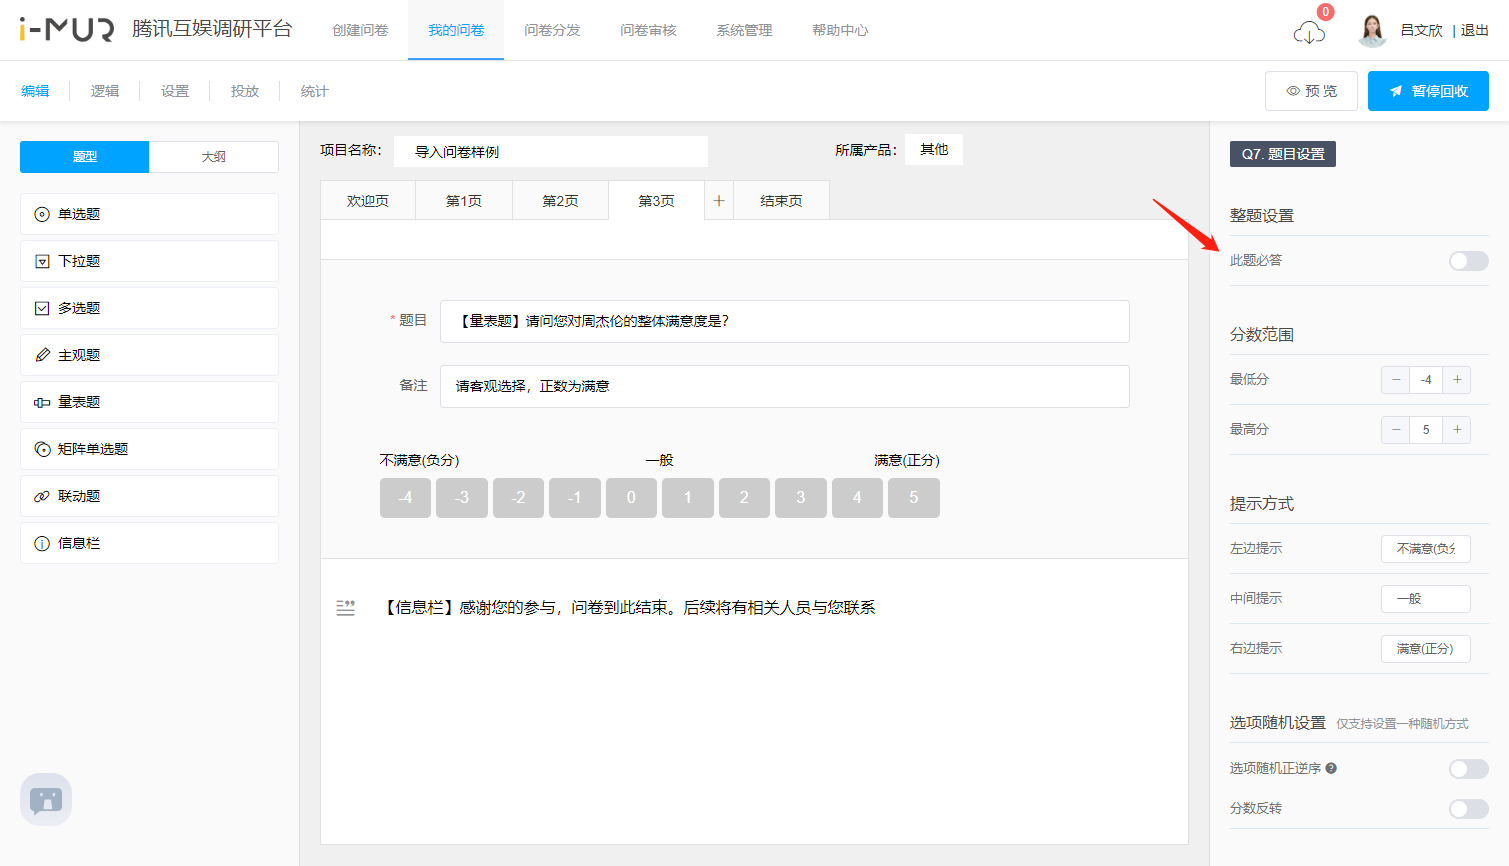 i-MUR 腾讯互娱调研平台 创建问卷 我的问卷 问卷分发 问卷审核 系统管理 帮助中心 0 吕文欣 | 退出
编辑 逻辑 设置 投放 统计 预 览 暂停回收
题型 大纲
单选题
下拉题
多选题
主观题
量表题
矩阵单选题
联动题
信息栏
项目名称： 导入问卷样例 所属产品： 其他
欢迎页 第1页 第2页 第3页 + 结束页
* 题目 【量表题】请问您对周杰伦的整体满意度是？
备注 请客观选择，正数为满意
不满意(负分) 一般 满意(正分)
-4 -3 -2 -1 0 1 2 3 4 5
【信息栏】感谢您的参与，问卷到此结束。后续将有相关人员与您联系
Q7. 题目设置
整题设置
此题必答
分数范围
最低分 − -4 +
最高分 − 5 +
提示方式
左边提示 不满意(负分
中间提示 一般
右边提示 满意(正分)
选项随机设置 仅支持设置一种随机方式
选项随机正逆序 ?
分数反转